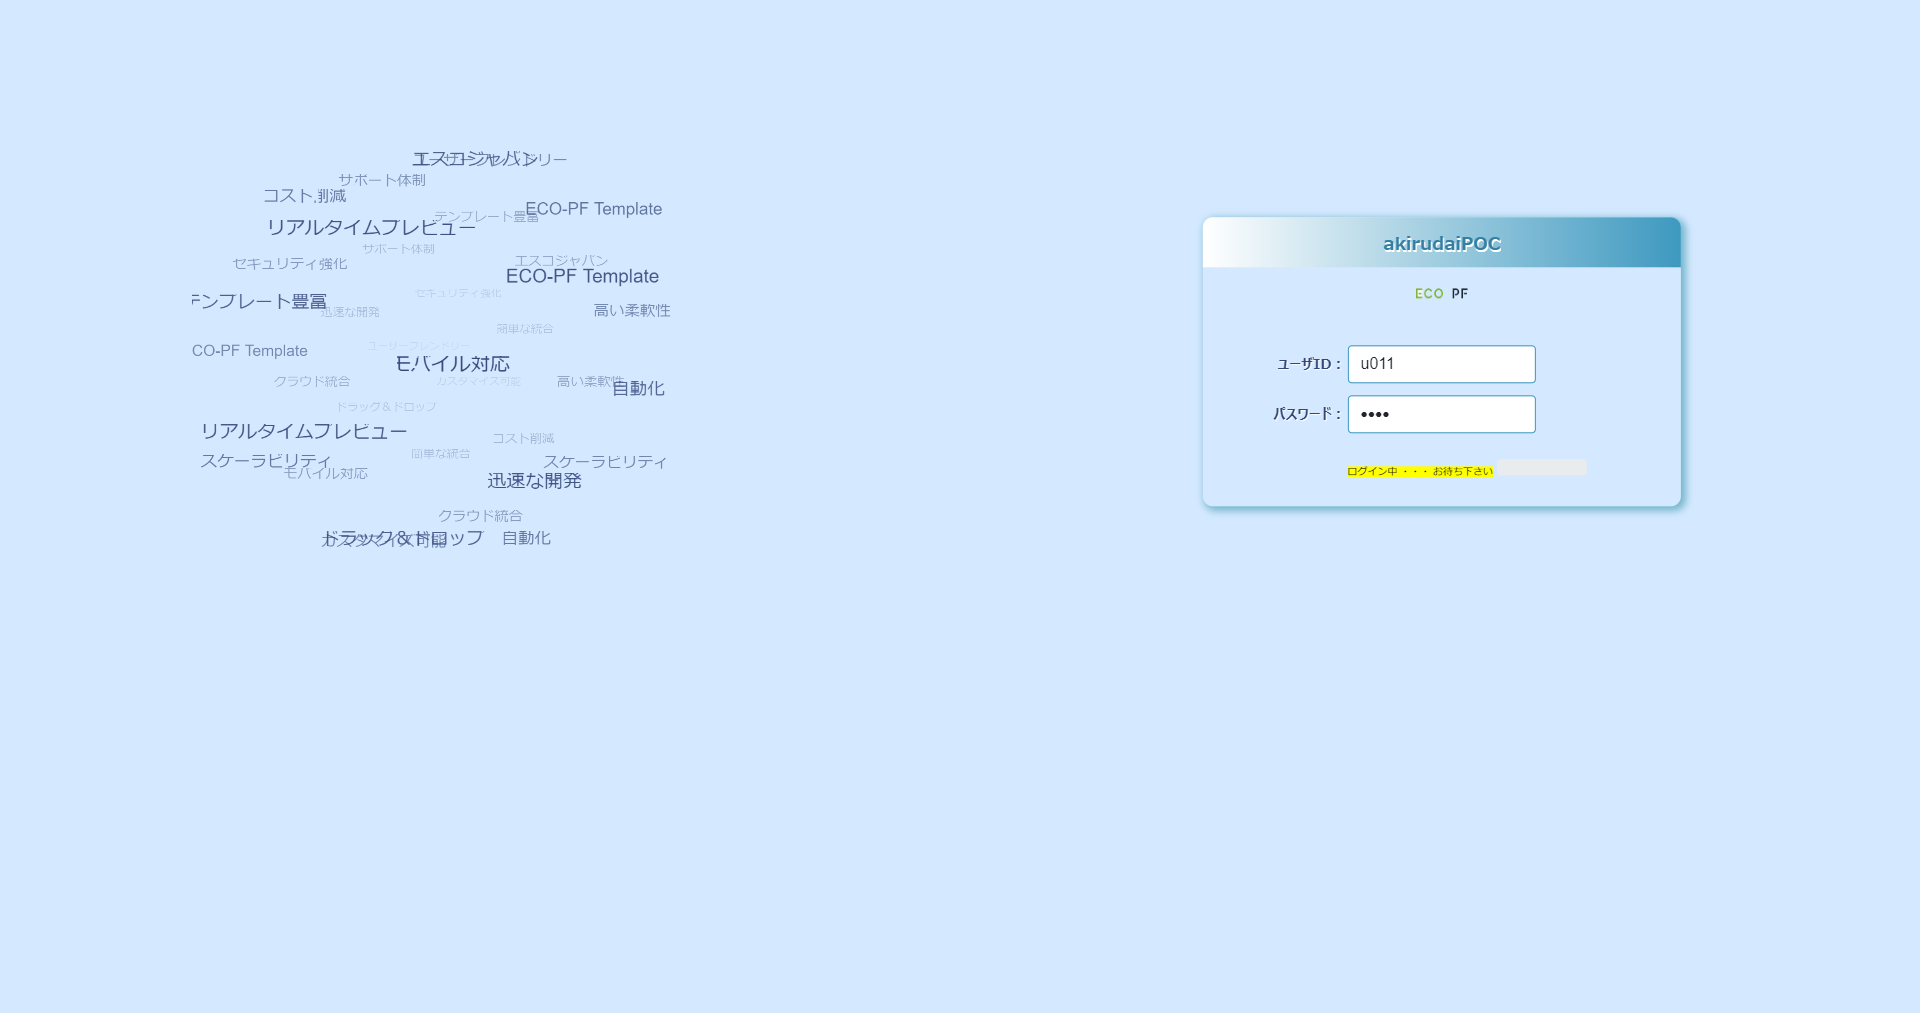 エスコジャパン
ユーザーフレンドリー
サポート体制
コスト削減
テンプレート豊富
ECO-PF Template
リアルタイムプレビュー
サポート体制
セキュリティ強化
エスコジャパン
ECO-PF Template
セキュリティ強化
テンプレート豊富
迅速な開発
高い柔軟性
簡単な統合
ユーザーフレンドリー
CO-PF Template
モバイル対応
クラウド統合
カスタマイズ可能
高い柔軟性
自動化
ドラッグ＆ドロップ
リアルタイムプレビュー
コスト削減
簡単な統合
スケーラビリティ
スケーラビリティ
モバイル対応
迅速な開発
クラウド統合
ドラッグ＆ドロップ
カスタマイズ可能
自動化
akirudaiPOC
ECO PF
ユーザID： u011
パスワード： ••••
ログイン中 ・・・ お待ち下さい